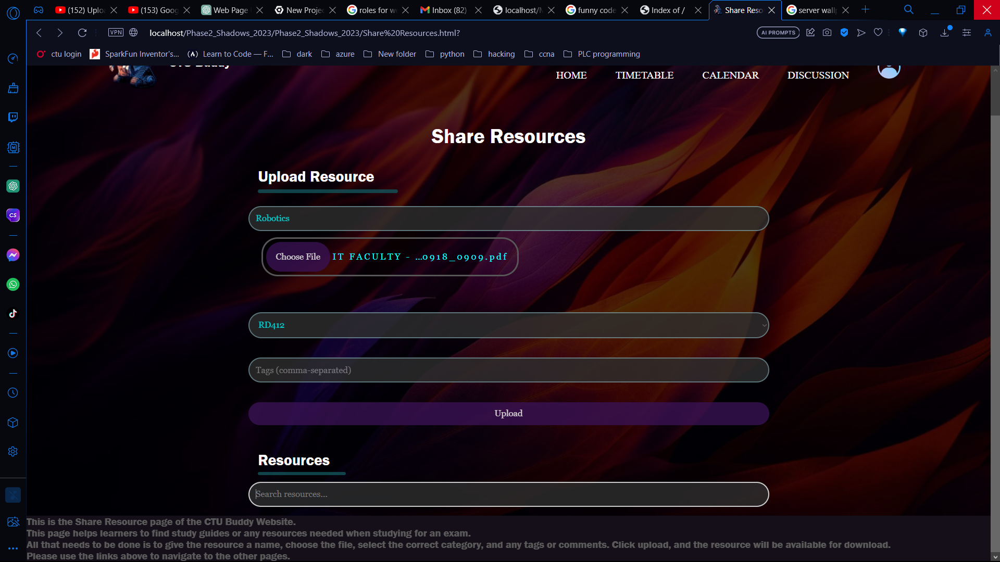 (152) Uplo
(153) Goog
Web Page
New Projec
roles for w
Inbox (82)
localhost/
funny code
Index of /
Share Reso
server wall
VPN
localhost/Phase2_Shadows_2023/Phase2_Shadows_2023/Share%20Resources.html?
AI PROMPTS
ctu login
SparkFun Inventor's...
Learn to Code — F...
dark
azure
New folder
python
hacking
ccna
PLC programming
CTU Buddy
HOME
TIMETABLE
CALENDAR
DISCUSSION
Share Resources
Upload Resource
Robotics
Choose File IT FACULTY - ...0918_0909.pdf
RD412
Tags (comma-separated)
Upload
Resources
Search resources...
This is the Share Resource page of the CTU Buddy Website.
This page helps learners to find study guides or any resources needed when studying for an exam.
All that needs to be done is to give the resource a name, choose the file, select the correct category, and any tags or comments. Click upload, and the resource will be available for download.
Please use the links above to navigate to the other pages.
M
CS